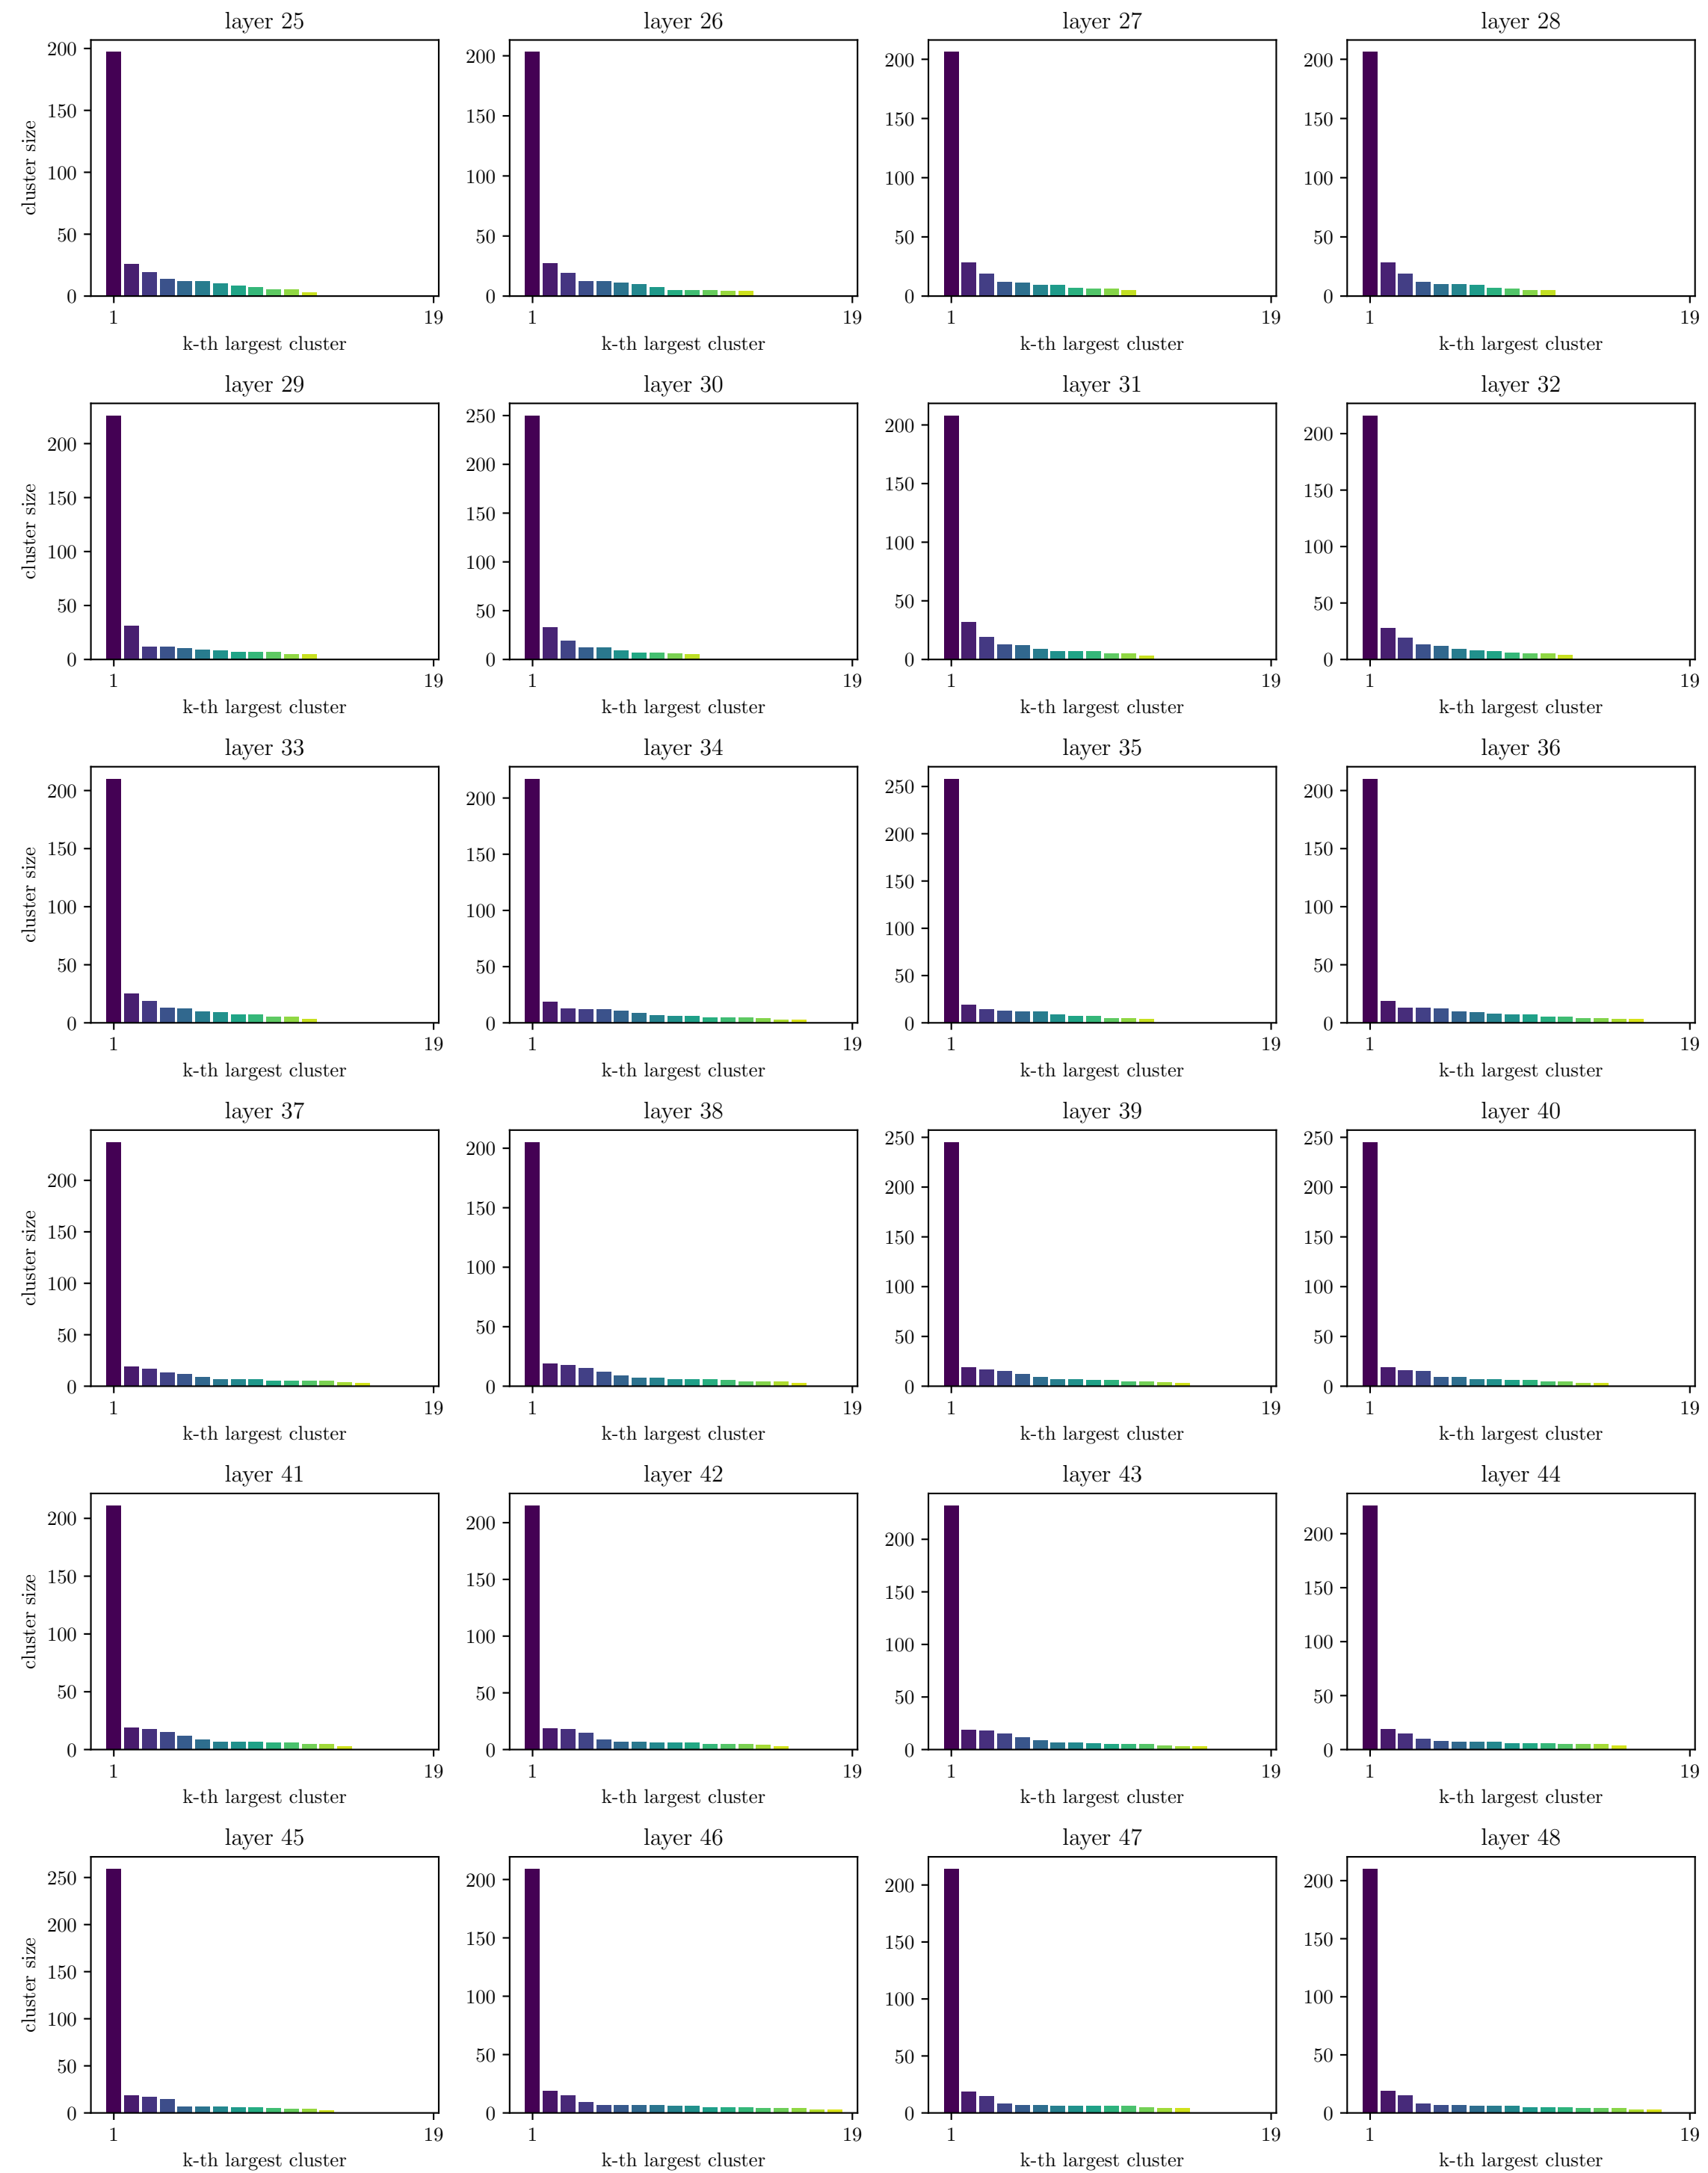 layer 25
layer 26
layer 27
layer 28
cluster size
200
150
100
50
0
200
150
100
50
0
200
150
100
50
0
200
150
100
50
0
1 19
1 19
1 19
1 19
k-th largest cluster
k-th largest cluster
k-th largest cluster
k-th largest cluster
layer 29
layer 30
layer 31
layer 32
cluster size
200
150
100
50
0
250
200
150
100
50
0
200
150
100
50
0
200
150
100
50
0
1 19
1 19
1 19
1 19
k-th largest cluster
k-th largest cluster
k-th largest cluster
k-th largest cluster
layer 33
layer 34
layer 35
layer 36
cluster size
200
150
100
50
0
200
150
100
50
0
250
200
150
100
50
0
200
150
100
50
0
1 19
1 19
1 19
1 19
k-th largest cluster
k-th largest cluster
k-th largest cluster
k-th largest cluster
layer 37
layer 38
layer 39
layer 40
cluster size
200
150
100
50
0
200
150
100
50
0
250
200
150
100
50
0
250
200
150
100
50
0
1 19
1 19
1 19
1 19
k-th largest cluster
k-th largest cluster
k-th largest cluster
k-th largest cluster
layer 41
layer 42
layer 43
layer 44
cluster size
200
150
100
50
0
200
150
100
50
0
200
150
100
50
0
200
150
100
50
0
1 19
1 19
1 19
1 19
k-th largest cluster
k-th largest cluster
k-th largest cluster
k-th largest cluster
layer 45
layer 46
layer 47
layer 48
cluster size
250
200
150
100
50
0
200
150
100
50
0
200
150
100
50
0
200
150
100
50
0
1 19
1 19
1 19
1 19
k-th largest cluster
k-th largest cluster
k-th largest cluster
k-th largest cluster